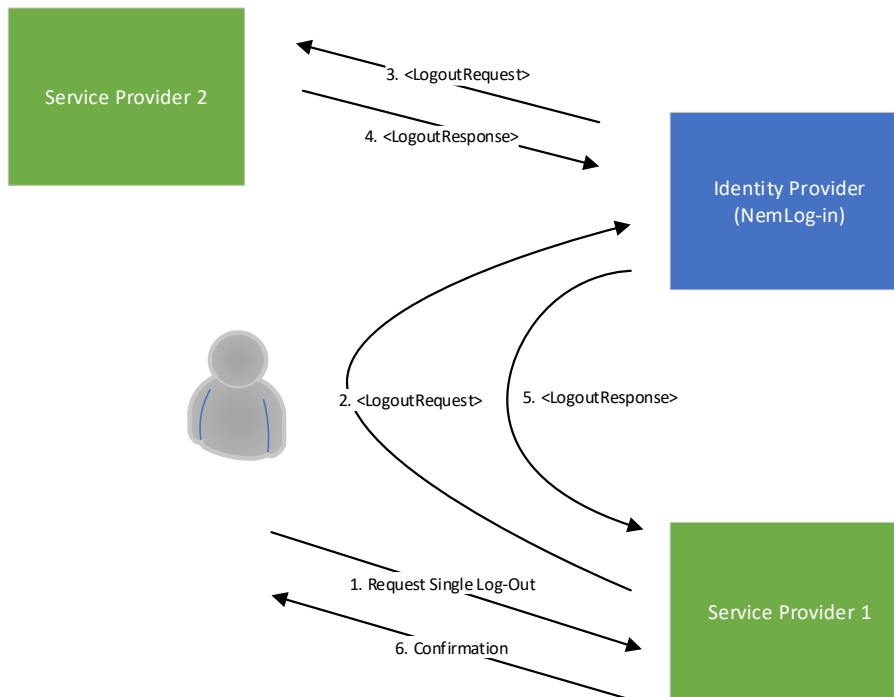 3. <LogoutRequest>
Service Provider 2
4. <LogoutResponse>
Identity Provider
(NemLog-in)
2. <LogoutRequest>
5. <LogoutResponse>
1. Request Single Log-Out
Service Provider 1
6. Confirmation